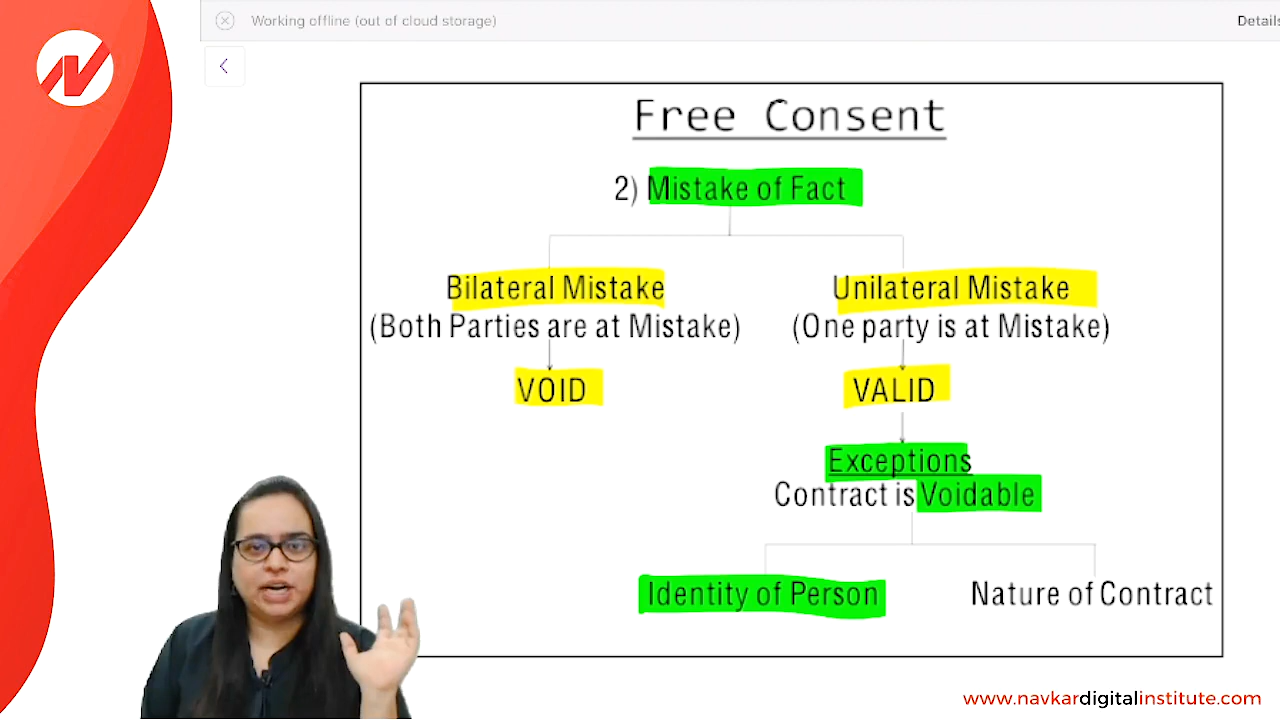 Working offline (out of cloud storage)
Details
Free Consent
2) Mistake of Fact
Bilateral Mistake
(Both Parties are at Mistake)
VOID
Unilateral Mistake
(One party is at Mistake)
VALID
Exceptions
Contract is Voidable
Identity of Person
Nature of Contract
www.navkardigitalinstitute.com